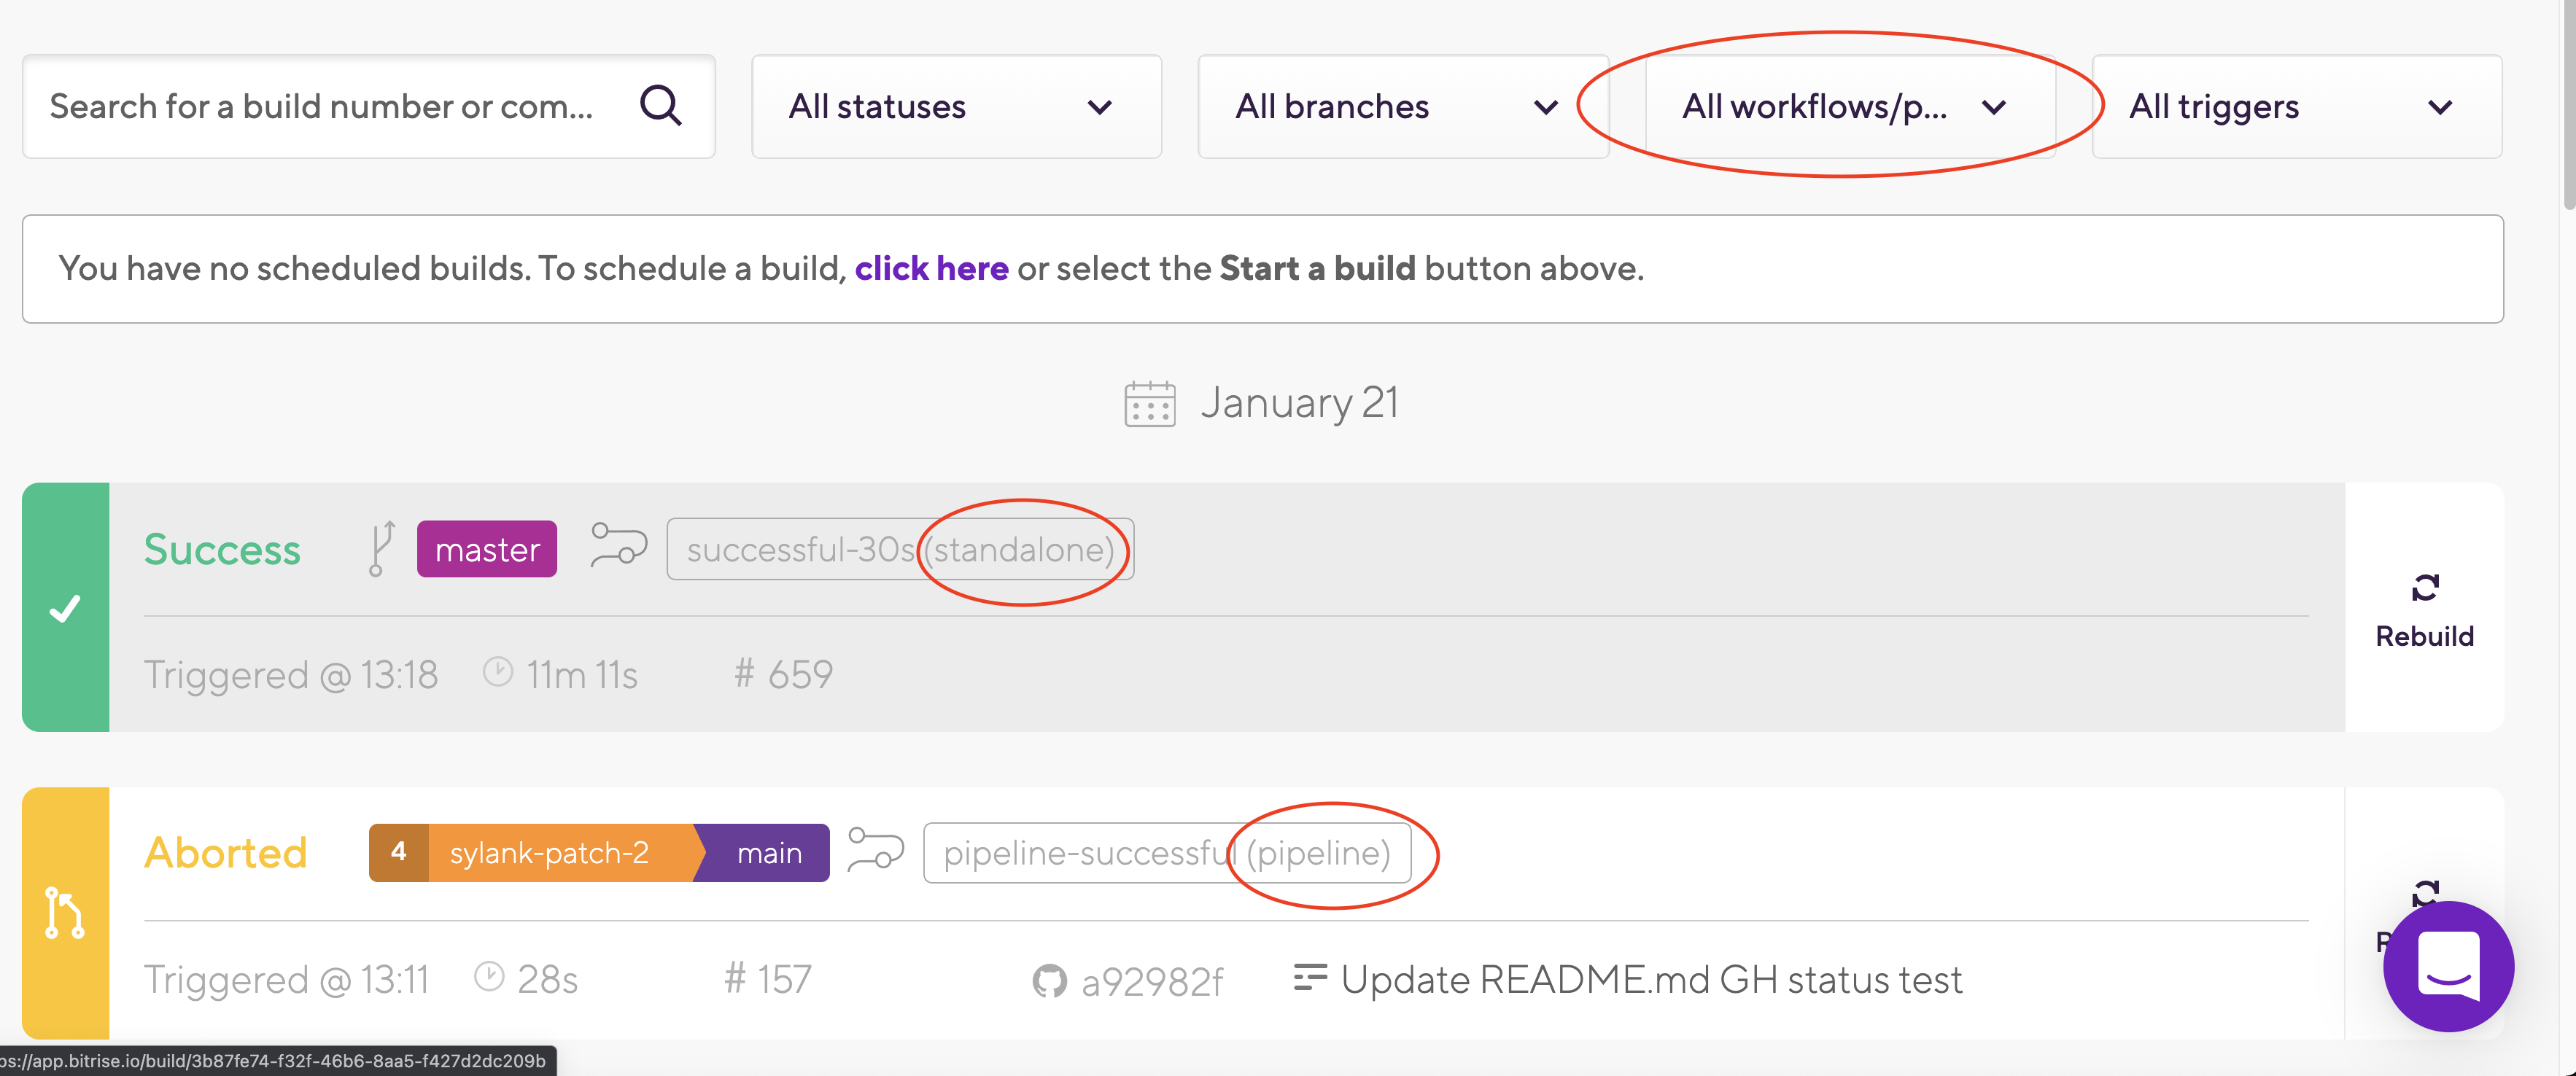 Search for a build number or com...
All statuses
All branches
All workflows/p...
All triggers
You have no scheduled builds. To schedule a build, click here or select the Start a build button above.
January 21
Success
master
successful-30s (standalone)
Rebuild
Triggered @ 13:18
11m 11s
# 659
Aborted
4
sylank-patch-2
main
pipeline-successful (pipeline)
Triggered @ 13:11
28s
# 157
a92982f
Update README.md GH status test
ps://app.bitrise.io/build/3b87fe74-f32f-46b6-8aa5-f427d2dc209b